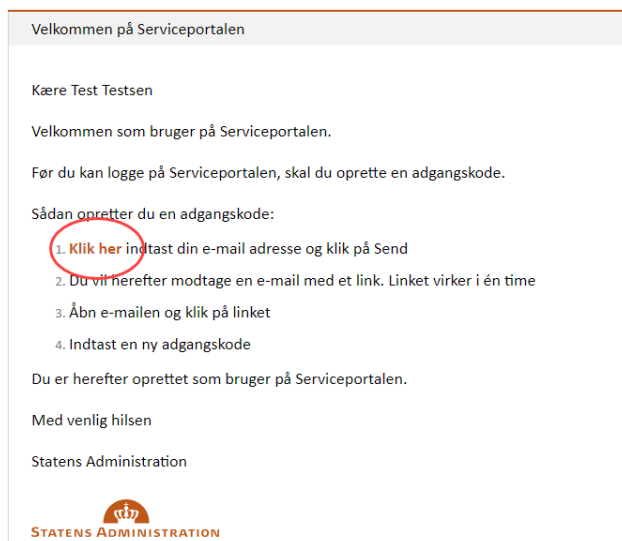 Velkommen på Serviceportalen
Kære Test Testsen
Velkommen som bruger på Serviceportalen.
Før du kan logge på Serviceportalen, skal du oprette en adgangskode.
Sådan opretter du en adgangskode:
1. Klik her indtast din e-mail adresse og klik på Send
2. Du vil herefter modtage en e-mail med et link. Linket virker i én time
3. Åbn e-mailen og klik på linket
4. Indtast en ny adgangskode
Du er herefter oprettet som bruger på Serviceportalen.
Med venlig hilsen
Statens Administration
STATENS ADMINISTRATION